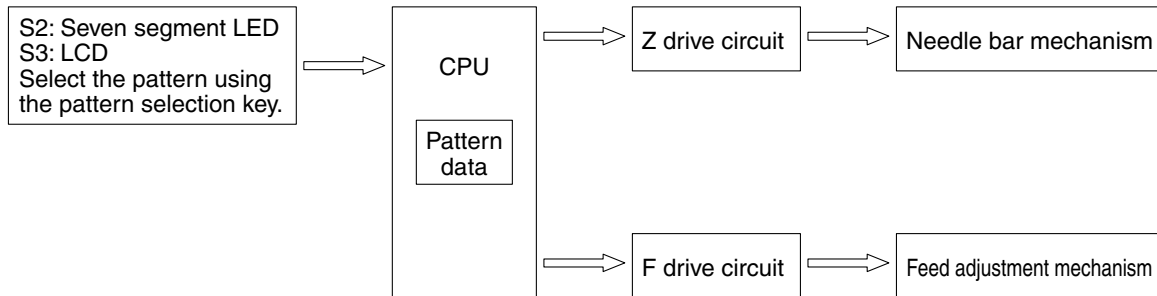 S2: Seven segment LED
S3: LCD
Select the pattern using
the pattern selection key.
CPU
Pattern
data
Z drive circuit
Needle bar mechanism
F drive circuit
Feed adjustment mechanism